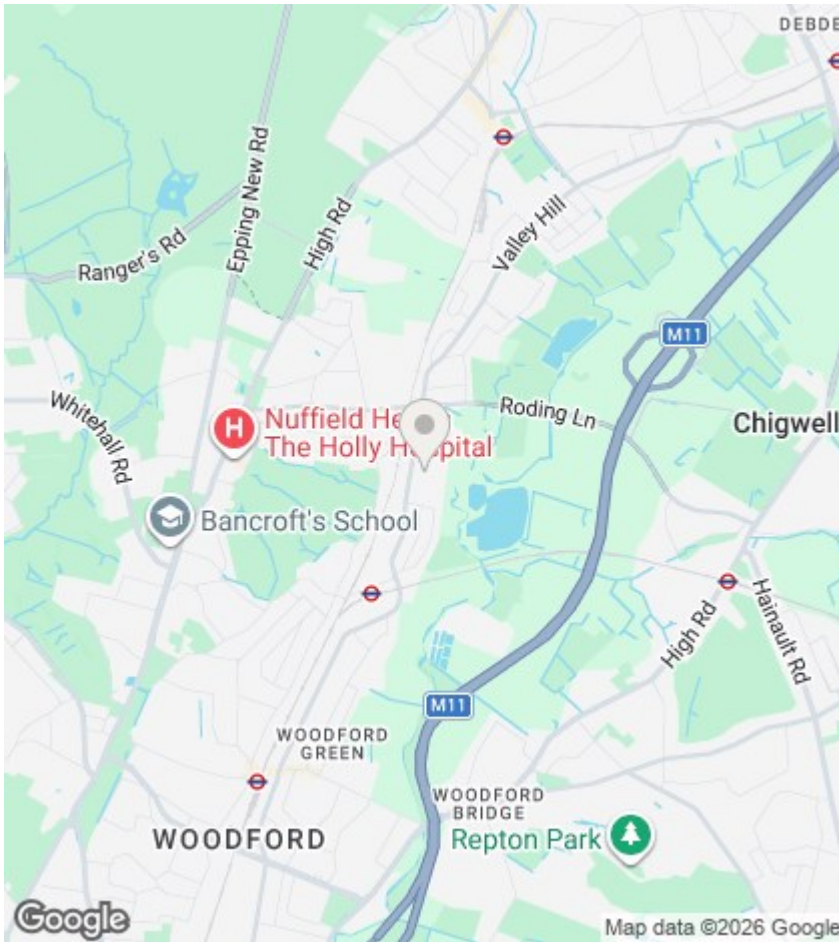 DEBDE
Epping New Rd
High Rd
Ranger's Rd
Valley Hill
M11
Whitehall Rd
Roding Ln
Nuffield He
The Holly Hospital
H
Chigwell
Bancroft's School
Hainault Rd
High Rd
M11
WOODFORD
GREEN
WOODFORD
BRIDGE
WOODFORD
Repton Park
Google
Map data ©2026 Google